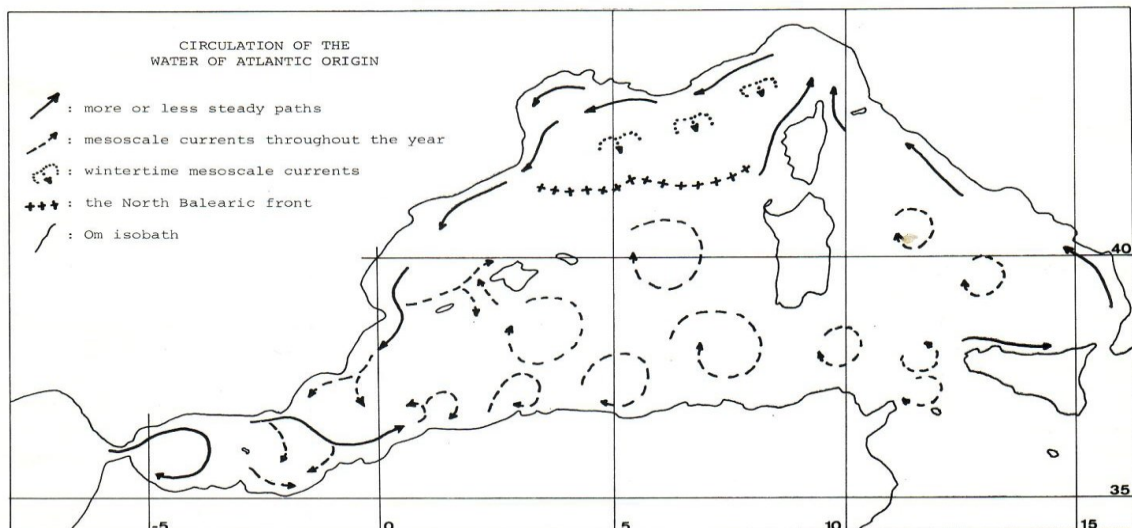 CIRCULATION OF THE
WATER OF ATLANTIC ORIGIN
: more or less steady paths
: mesoscale currents throughout the year
: wintertime mesoscale currents
: the North Balearic front
: Om isobath
40
35
-5
0
5
10
15